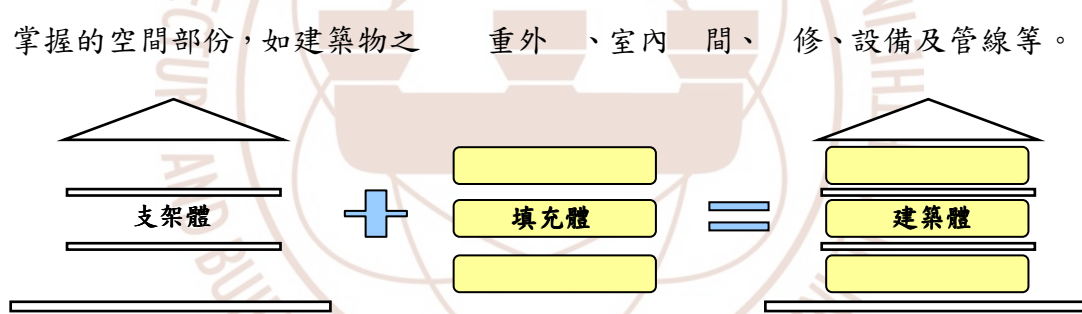 掌握的空間部份，如建築物之　　重外　、室內　間、　修、設備及管線等。
支架體
填充體
建築體